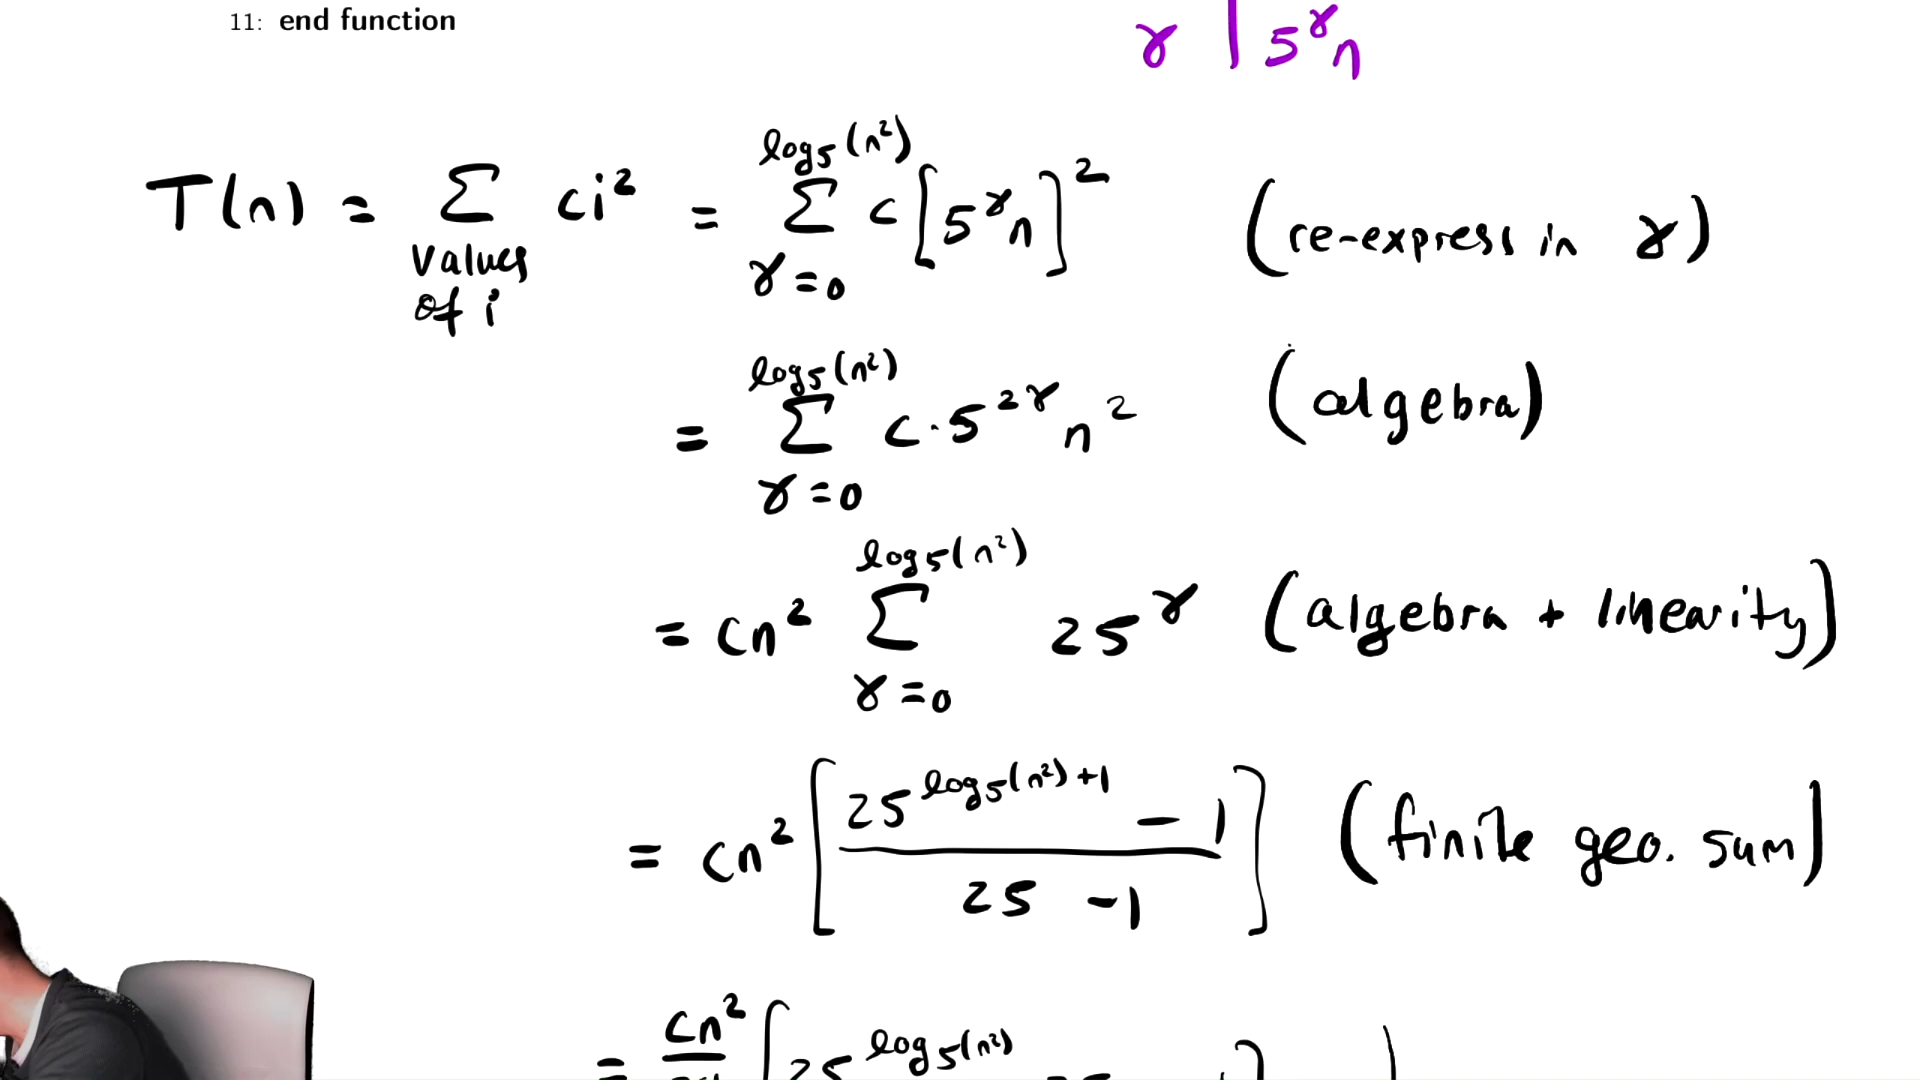 11: end function
γ | 5^γ n
T(n) = Σ_{values of i} ci² = Σ_{γ=0}^{log₅(n²)} c[5^γ n]² (re-express in γ)
= Σ_{γ=0}^{log₅(n²)} c·5^{2γ} n² (algebra)
= cn² Σ_{γ=0}^{log₅(n²)} 25^γ (algebra + linearity)
= cn² [ (25^{log₅(n²)+1} − 1) / (25 − 1) ] (finite geo. sum)
= cn² [25^{log₅(n²)}